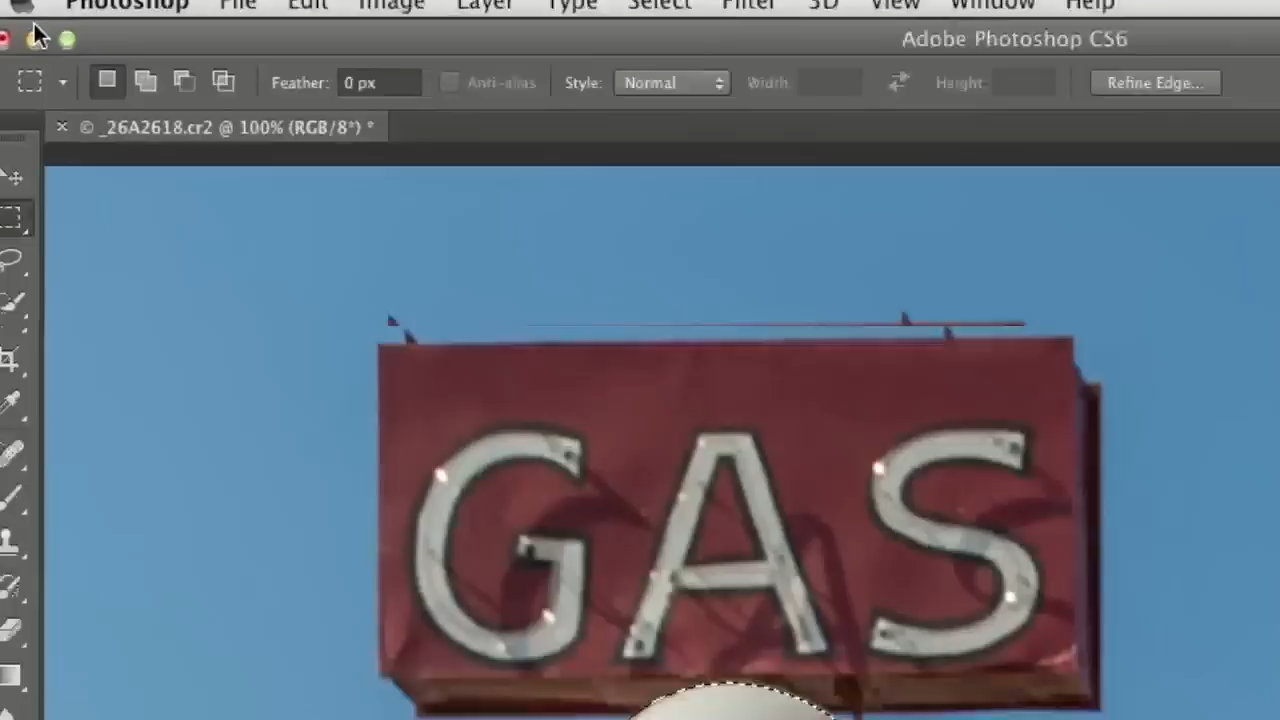 Photoshop File Edit Image Layer Type Select Filter 3D View Window Help
Adobe Photoshop CS6
Feather: 0 px Anti-alias Style: Normal Width: Height: Refine Edge...
× © _26A2618.cr2 @ 100% (RGB/8*) *
GAS